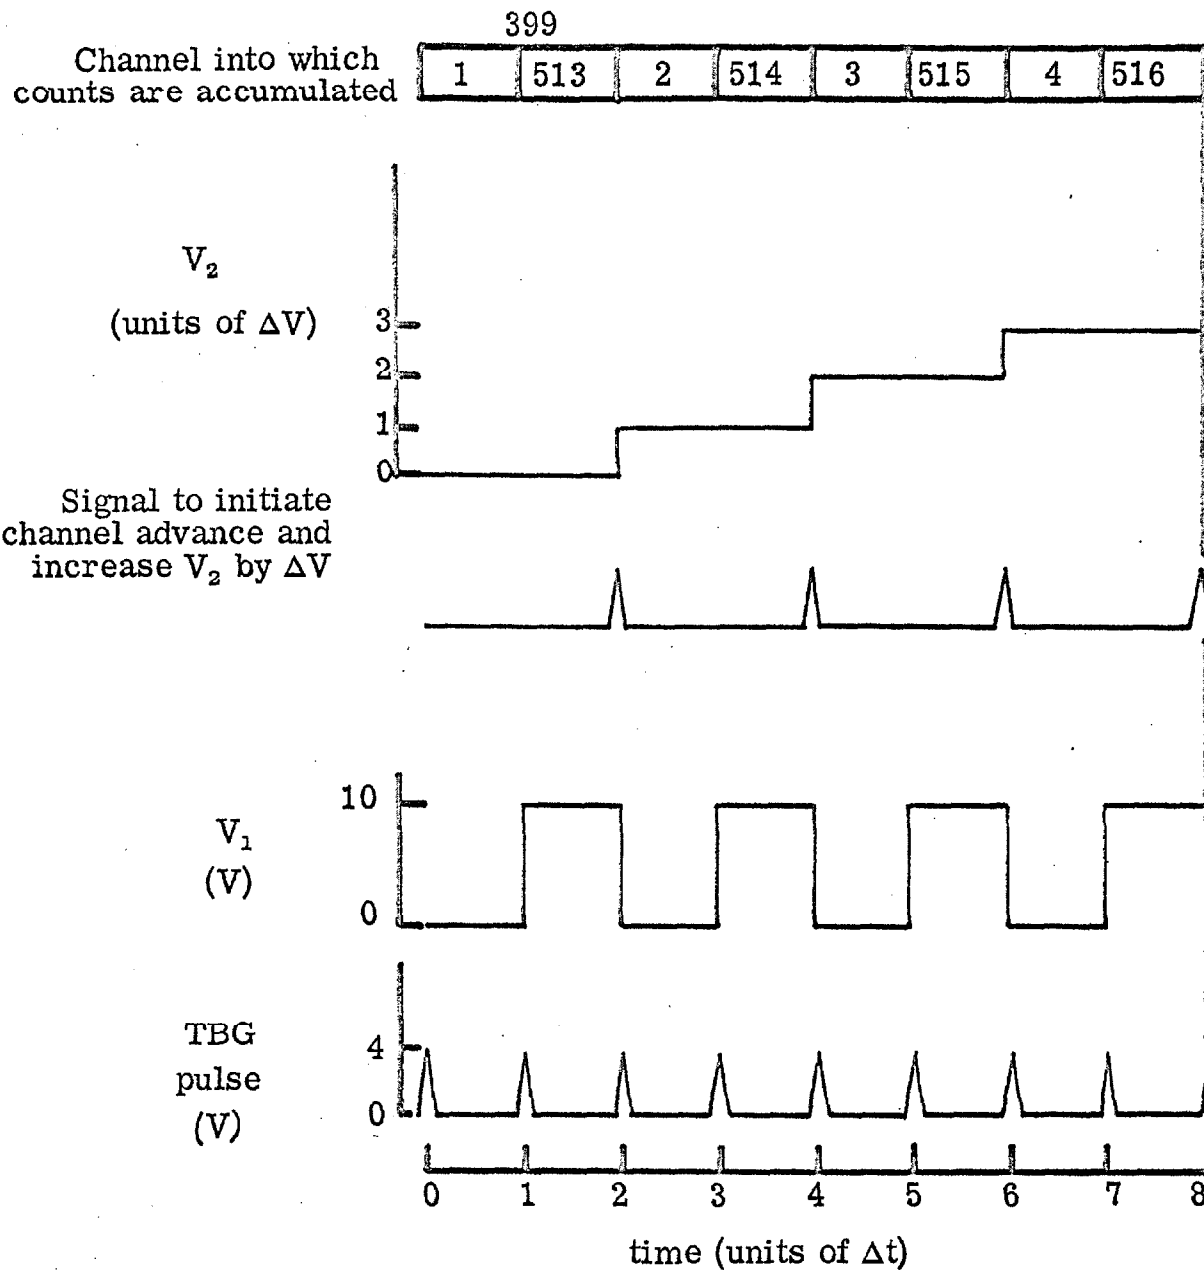 399
Channel into which
counts are accumulated
1 513 2 514 3 515 4 516
V₂
(units of ΔV)
3
2
1
0
Signal to initiate
channel advance and
increase V₂ by ΔV
10
V₁
(V)
0
TBG
pulse
(V)
4
0
0 1 2 3 4 5 6 7 8
time (units of Δt)